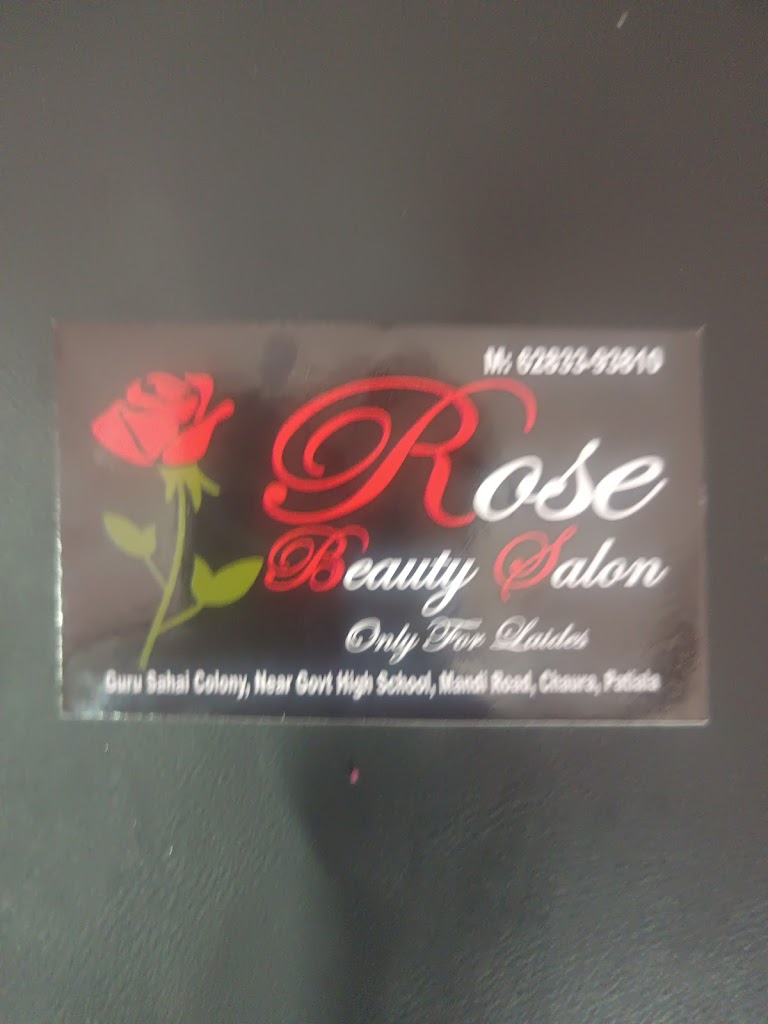 M: 62833-93810
Rose
Beauty Salon
Only For Laides
Guru Sahai Colony, Near Govt High School, Mandi Road, Chaura, Patiala